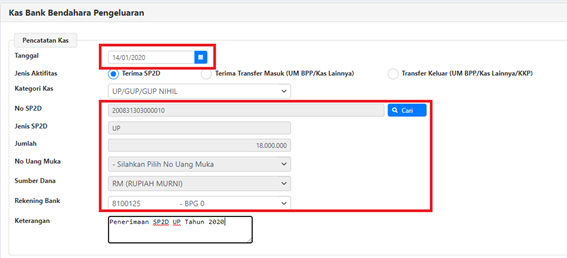 Kas Bank Bendahara Pengeluaran
Pencatatan Kas
Tanggal 14/01/2020
Jenis Aktifitas Terima SP2D Terima Transfer Masuk (UM BPP/Kas Lainnya) Transfer Keluar (UM BPP/Kas Lainnya/KKP)
Kategori Kas UP/GUP/GUP NIHIL
No SP2D 200831303000010 Cari
Jenis SP2D UP
Jumlah 18.000.000
No Uang Muka - Silahkan Pilih No Uang Muka
Sumber Dana RM (RUPIAH MURNI)
Rekening Bank 8100125 - BPG 0
Keterangan Penerimaan SP2D UP Tahun 2020